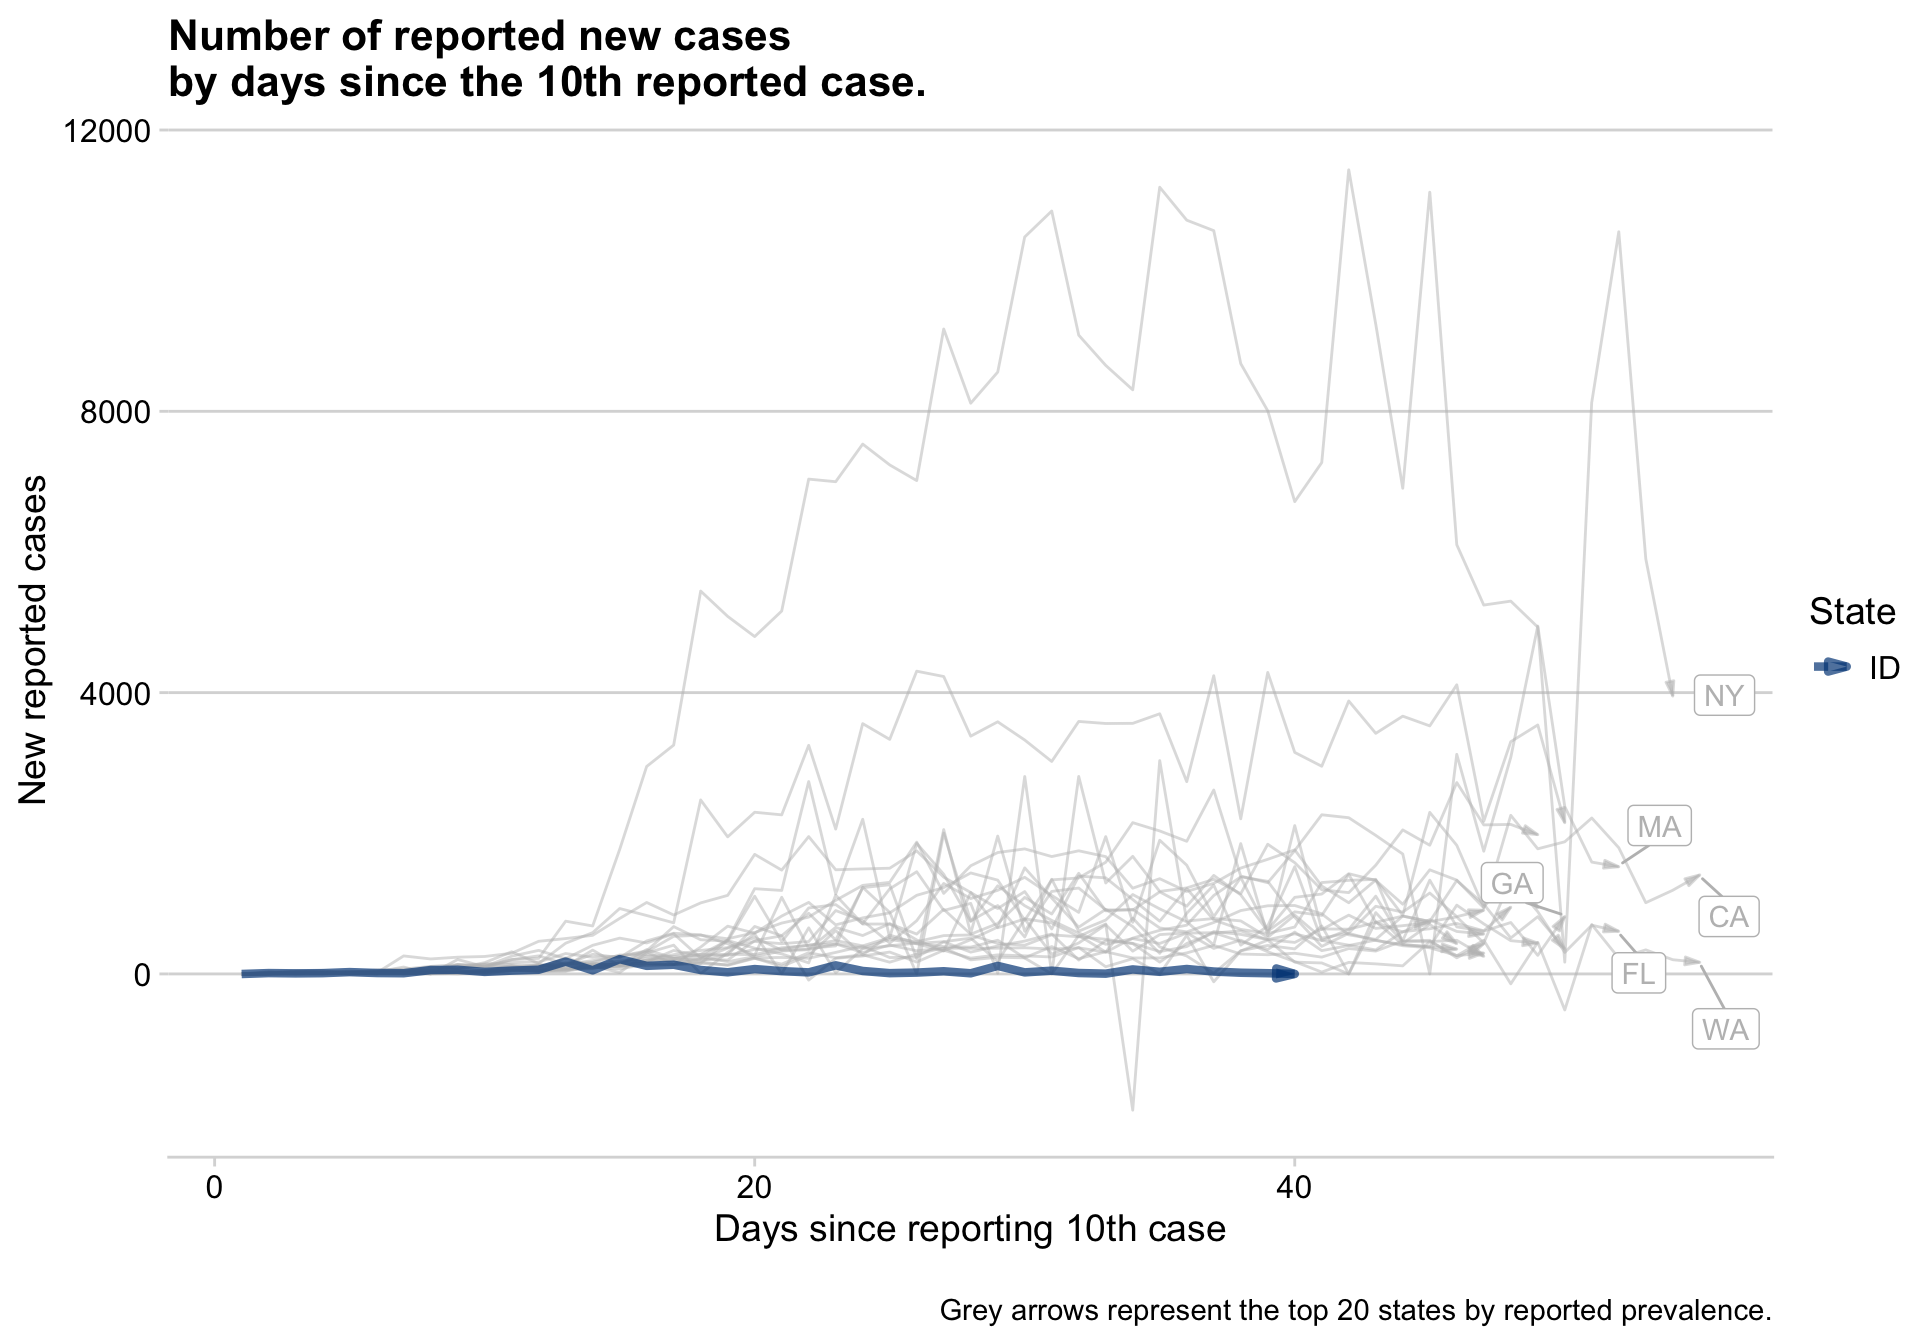 Number of reported new cases
by days since the 10th reported case.
12000
8000
4000
0
New reported cases
NY
MA
GA
CA
FL
WA
State
ID
0
20
40
Days since reporting 10th case
Grey arrows represent the top 20 states by reported prevalence.